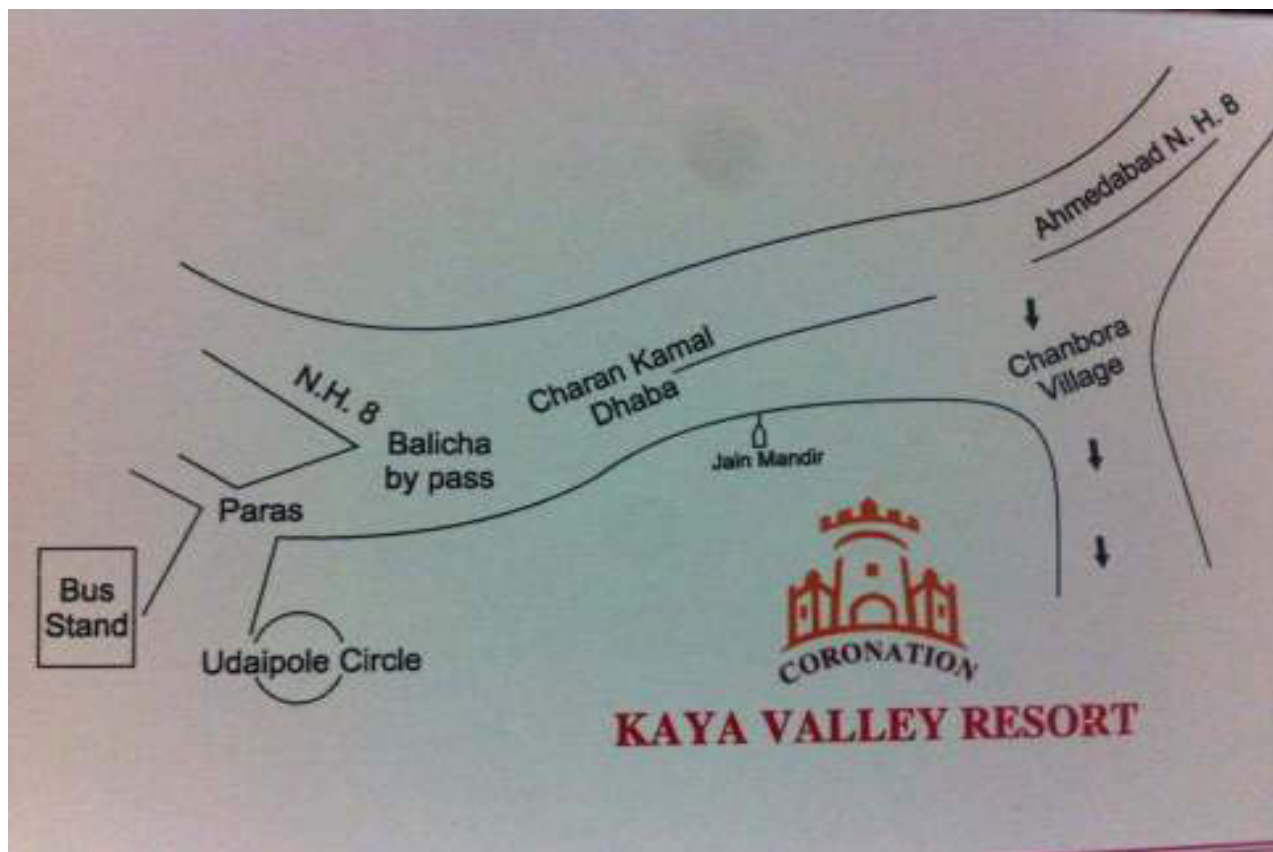 Ahmedabad N. H. 8
Chanbora
Village
Charan Kamal
Dhaba
N.H. 8
Balicha
by pass
Jain Mandir
Paras
Bus
Stand
Udaipole Circle
CORONATION
KAYA VALLEY RESORT